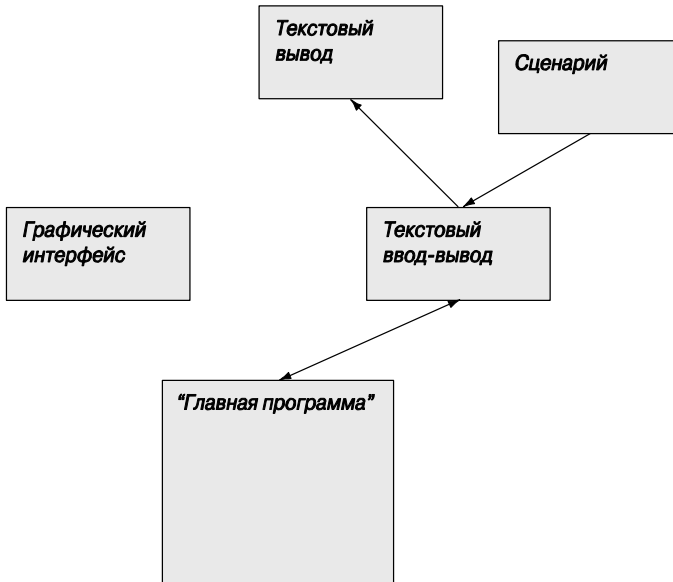 Текстовый
вывод
Сценарий
Графический
интерфейс
Текстовый
ввод-вывод
“Главная программа”